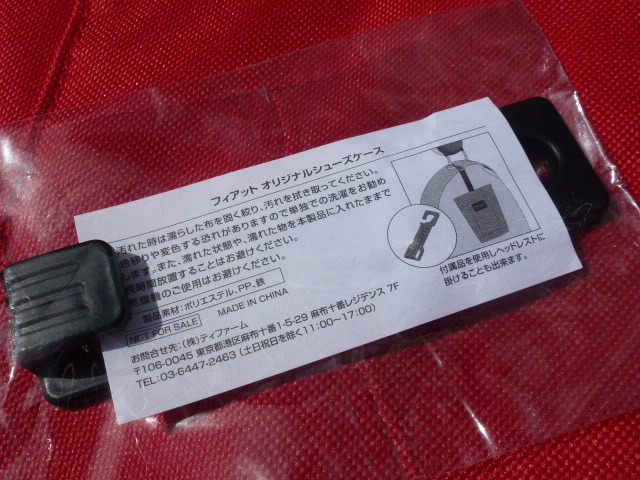 フィアット オリジナルシューズケース
汚れた時は濡らした布を固く絞り、汚れを拭き取ってください。
色移りや変色する恐れがありますので単独での洗濯をお勧め
します。また、濡れた状態や、濡れた物を本製品に入れたままで
長時間放置することはお避けください。
乾燥機のご使用はお避けください。
製品素材:ポリエステル、PP、鉄
NOT FOR SALE MADE IN CHINA
お問合せ先:(株)ティファーム
〒106-0045 東京都港区麻布十番1-5-29 麻布十番レジデンス 7F
TEL:03-6447-2463 (土日祝日を除く11:00~17:00)
付属品を使用しヘッドレストに
掛けることも出来ます。